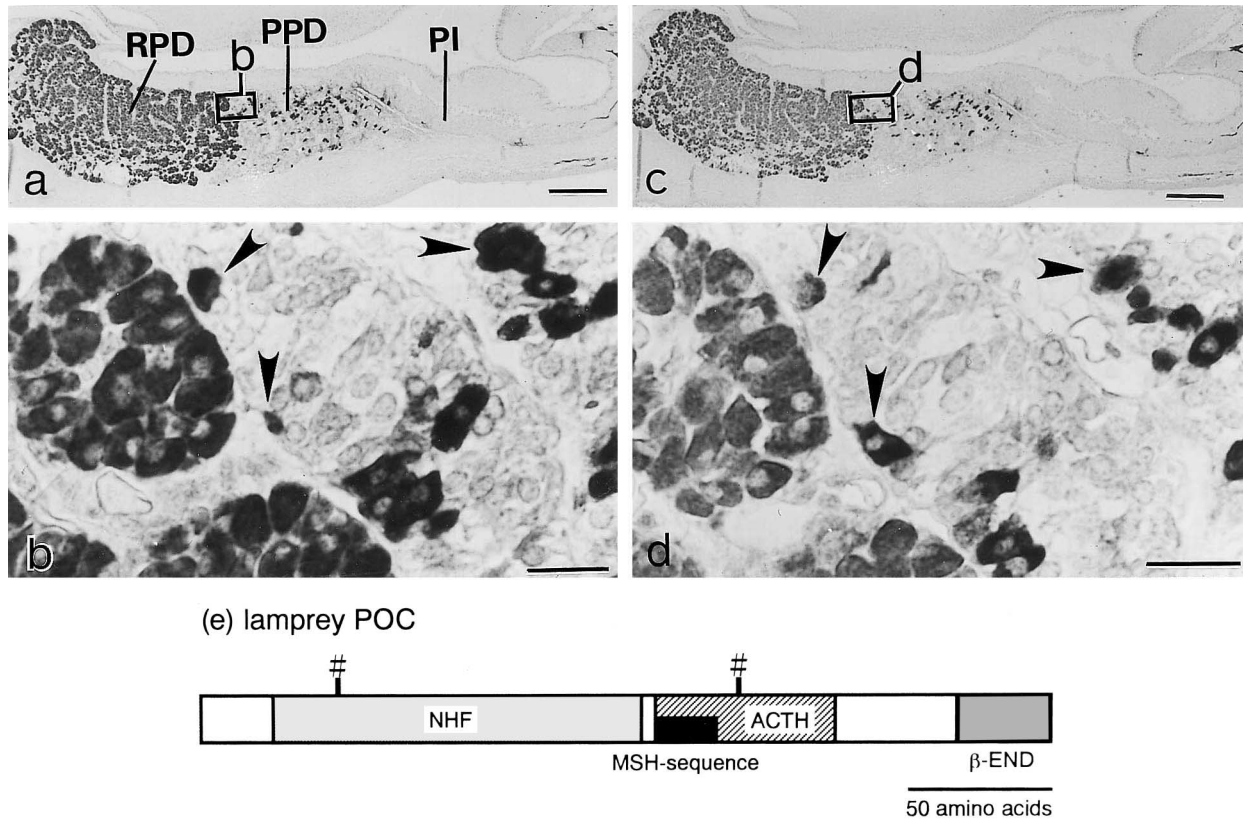 RPD
PPD
PI
b
a
d
c
b
d
(e) lamprey POC
#
#
NHF
ACTH
MSH-sequence
β-END
50 amino acids